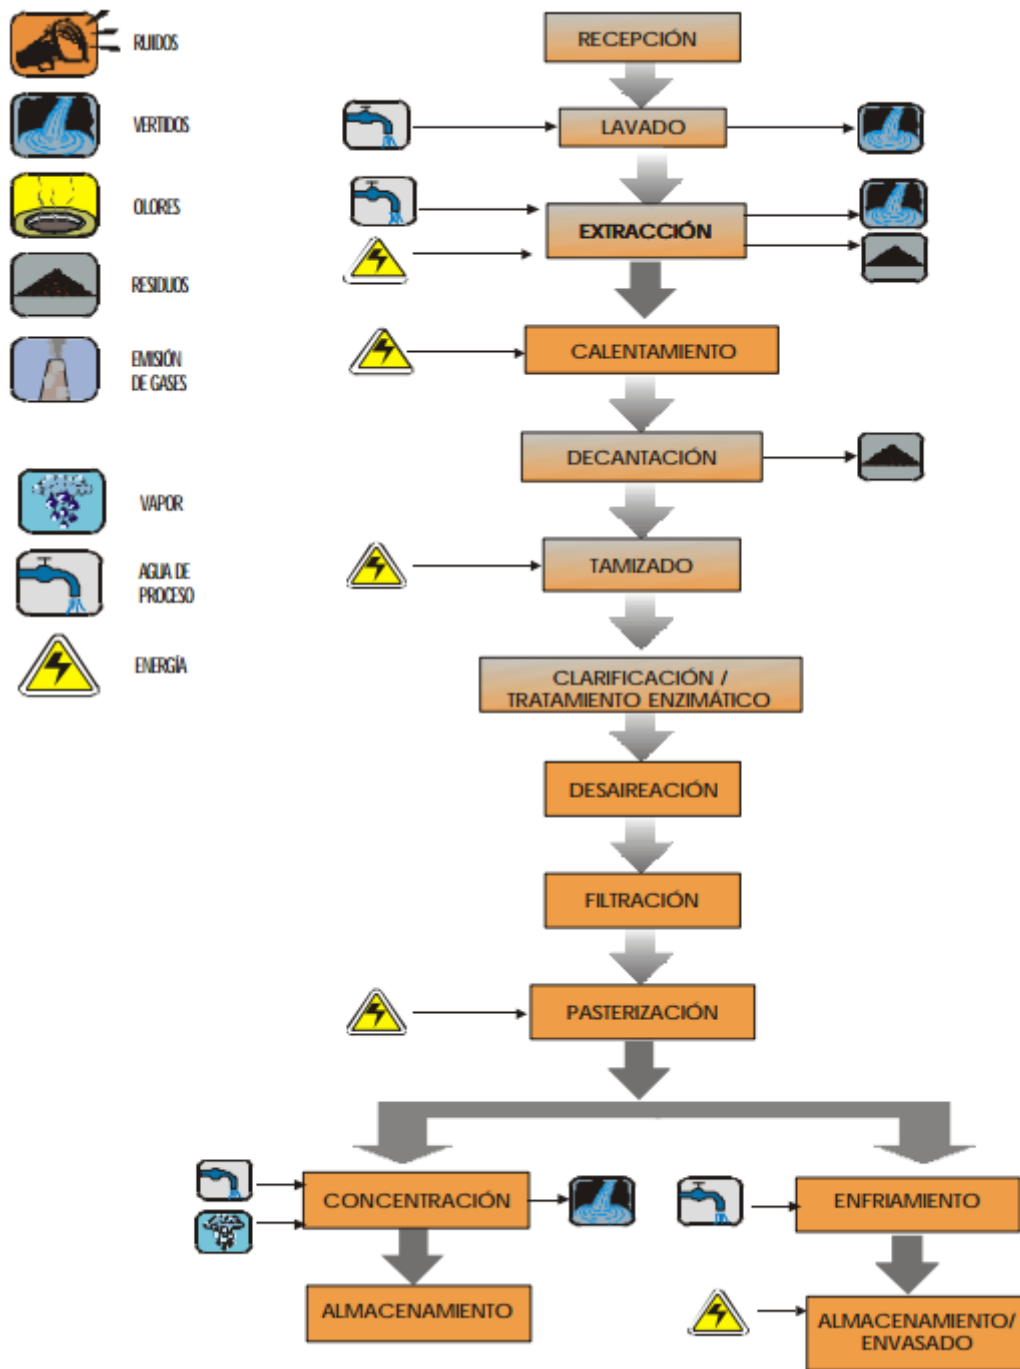 RUIDOS
VERTIDOS
OLORES
RESIDUOS
EMISIÓN
DE GASES
VAPOR
AGUA DE
PROCESO
ENERGÍA
RECEPCIÓN
LAVADO
EXTRACCIÓN
CALENTAMIENTO
DECANTACIÓN
TAMIZADO
CLARIFICACIÓN /
TRATAMIENTO ENZIMÁTICO
DESAIREACIÓN
FILTRACIÓN
PASTERIZACIÓN
CONCENTRACIÓN
ENFRIAMIENTO
ALMACENAMIENTO
ALMACENAMIENTO/
ENVASADO